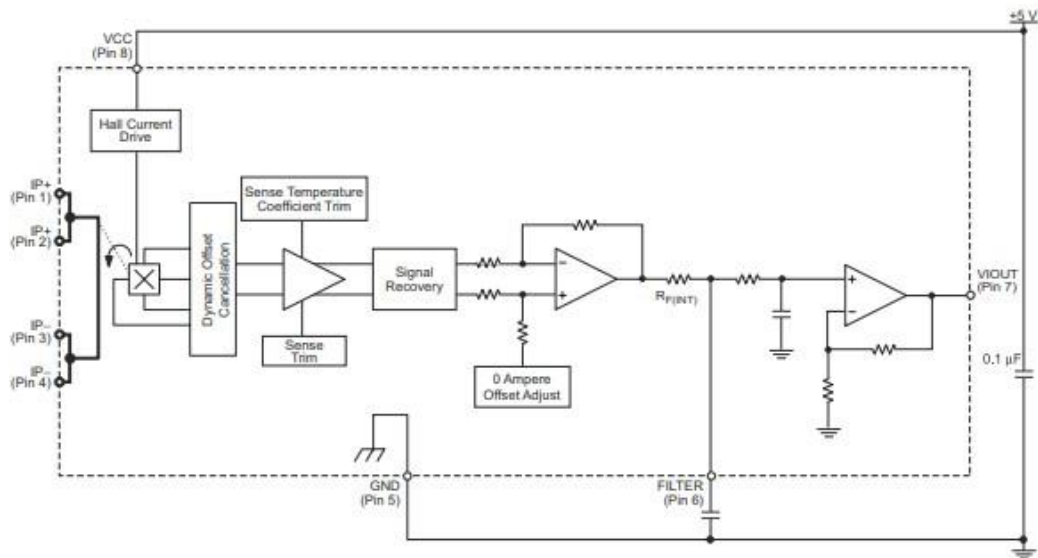 +5 V
VCC
(Pin 8)
Hall Current
Drive
IP+
(Pin 1)
IP+
(Pin 2)
IP–
(Pin 3)
IP–
(Pin 4)
Dynamic Offset
Cancellation
Sense Temperature
Coefficient Trim
Sense
Trim
Signal
Recovery
0 Ampere
Offset Adjust
RF(INT)
VIOUT
(Pin 7)
0.1 µF
GND
(Pin 5)
FILTER
(Pin 6)